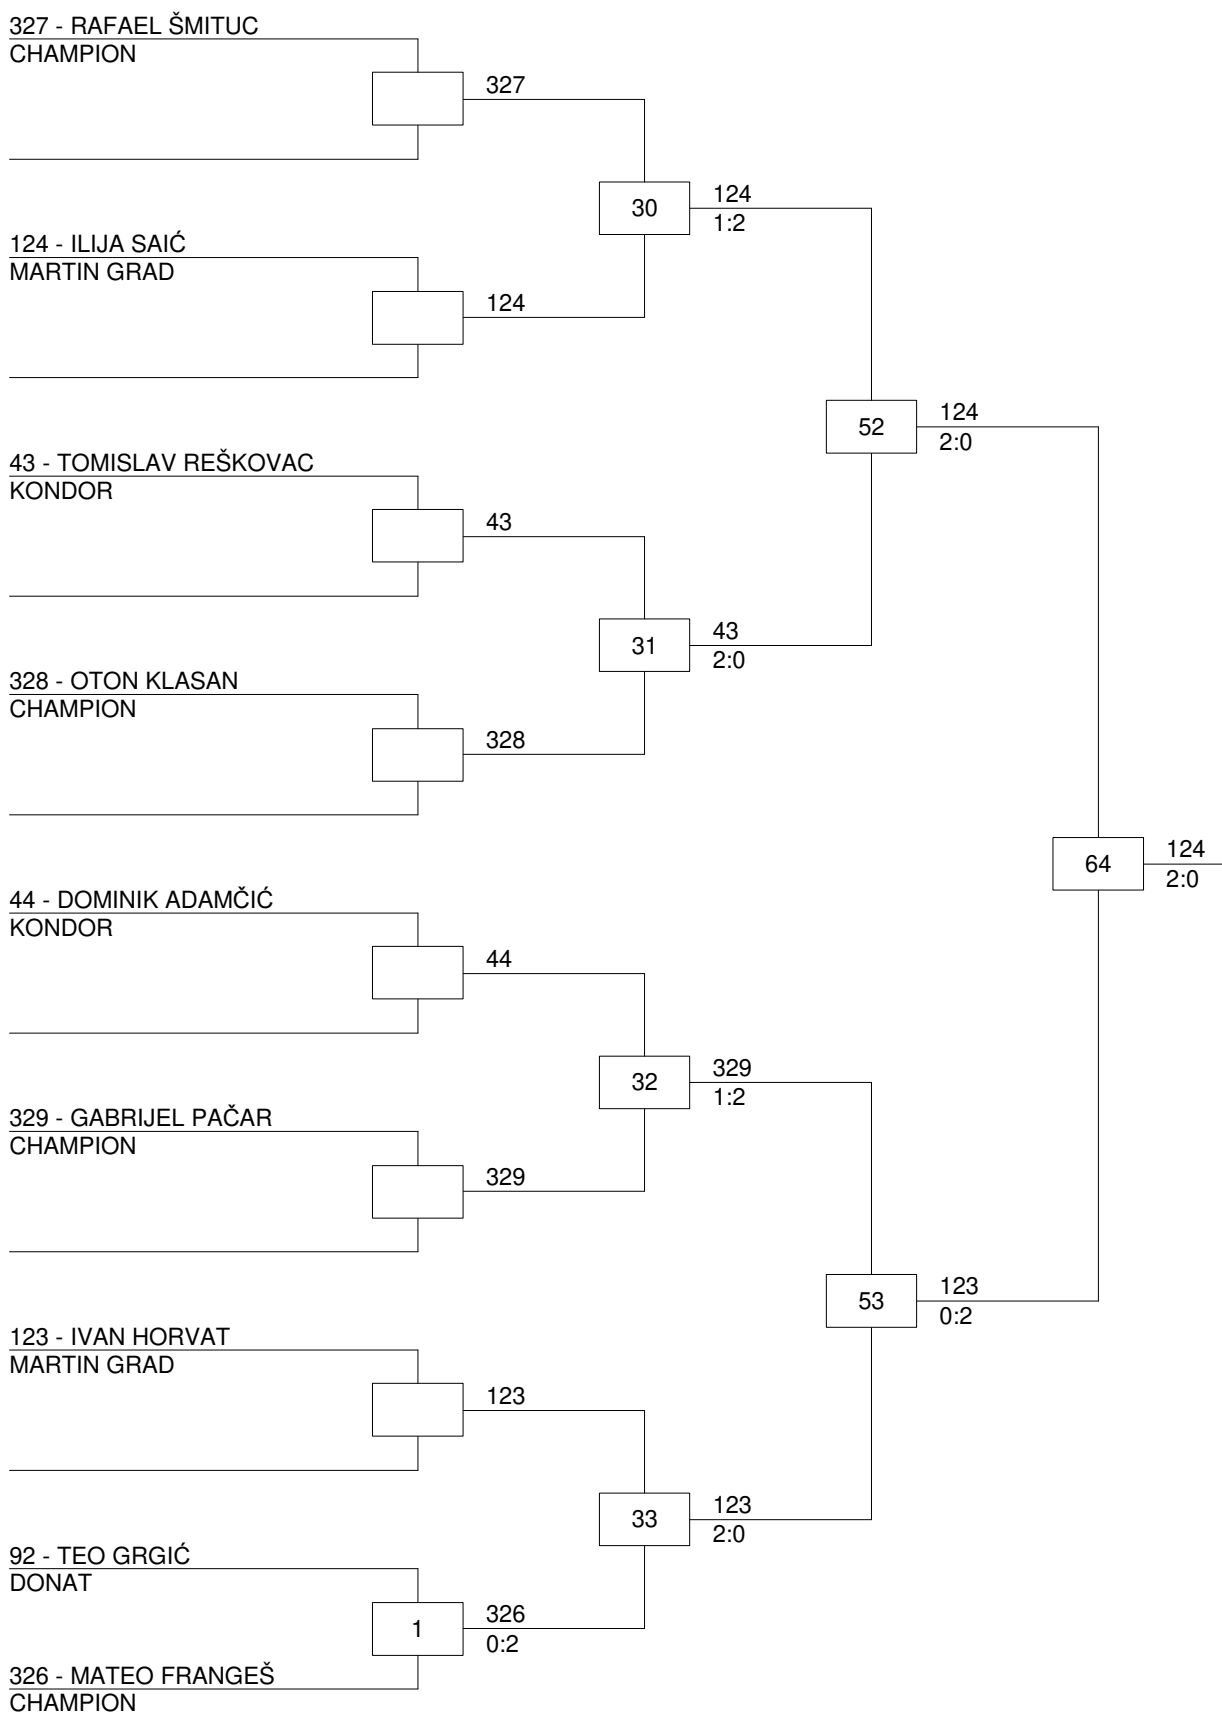 327 - RAFAEL ŠMITUC
CHAMPION
327
30
124
1:2
124 - ILIJA SAIĆ
MARTIN GRAD
124
52
124
2:0
43 - TOMISLAV REŠKOVAC
KONDOR
43
31
43
2:0
328 - OTON KLASAN
CHAMPION
328
64
124
2:0
44 - DOMINIK ADAMČIĆ
KONDOR
44
32
329
1:2
329 - GABRIJEL PAČAR
CHAMPION
329
53
123
0:2
123 - IVAN HORVAT
MARTIN GRAD
123
33
123
2:0
92 - TEO GRGIĆ
DONAT
1
326
0:2
326 - MATEO FRANGEŠ
CHAMPION